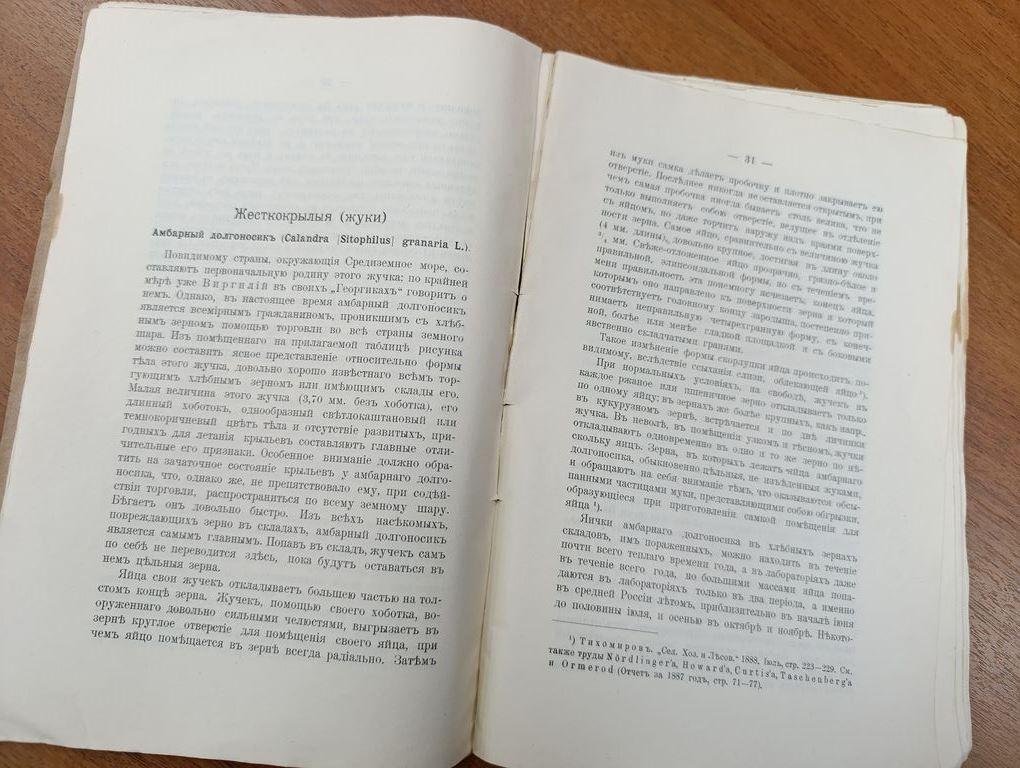 Жесткокрылыя (жуки)
Амбарный долгоносикъ (Calandra |Sitophilus| granaria L.).
Повидимому страны, окружающія Средиземное море, со-
ставляютъ первоначальную родину этого жучка; по крайней
мѣрѣ уже Виргилій въ своихъ „Георгикахъ“ говоритъ о
немъ. Однако, въ настоящее время амбарный долгоносикъ
является всемірнымъ гражданиномъ, проникшимъ съ хлѣб-
нымъ зерномъ помощью торговли во всѣ страны земного
шара. Изъ помѣщеннаго на прилагаемой таблицѣ рисунка
можно составить ясное представленіе относительно формы
тѣла этого жучка, довольно хорошо извѣстнаго всѣмъ тор-
гующимъ хлѣбнымъ зерномъ или имѣющимъ склады его.
Малая величина этого жучка (3,70 мм. безъ хоботка), его
длинный хоботокъ, однообразный свѣтлокаштановый или
темнокоричневый цвѣтъ тѣла и отсутствіе развитыхъ, при-
годныхъ для летанія крыльевъ составляютъ главные отли-
чительные его признаки. Особенное вниманіе должно обра-
тить на зачаточное состояніе крыльевъ у амбарнаго долго-
носика, что, однако же, не препятствовало ему, при содѣй-
ствіи торговли, распространиться по всему земному шару.
Бѣгаетъ онъ довольно быстро. Изъ всѣхъ насѣкомыхъ,
повреждающихъ зерно въ складахъ, амбарный долгоносикъ
является самымъ главнымъ. Попавъ въ складъ, жучекъ самъ
по себѣ не переводится здѣсь, пока будутъ оставаться въ
немъ цѣльныя зерна.
Яйца свои жучекъ откладываетъ большею частью на тол-
стомъ концѣ зерна. Жучекъ, помощью своего хоботка, во-
оруженнаго довольно сильными челюстями, выгрызаетъ въ
зернѣ круглое отверстіе для помѣщенія своего яйца, при
чемъ яйцо помѣщается въ зернѣ всегда радіально. Затѣмъ
— 31 —
изъ муки самка дѣлаетъ пробочку и плотно закрываетъ ею
отверстіе. Послѣднее никогда не оставляется открытымъ, при
чемъ самая пробочка иногда бываетъ столь велика, что не
только выполняетъ собою отверстіе, ведущее въ отдѣленіе
съ яйцомъ, но даже торчитъ наружу надъ краями поверх-
ности зерна. Самое яйцо, сравнительно съ величиною жучка
(4 мм. длины), довольно крупное, достигая въ длину около
мм. Свѣже-отложенное яйцо прозрачно, грязно-бѣлое и
правильной, элипсоидальной формы, но съ теченіемъ вре-
мени правильность эта понемногу исчезаетъ; конецъ яйца,
которымъ оно направлено къ поверхности зерна и который
соотвѣтствуетъ головному концу зародыша, постепенно при-
нимаетъ неправильную четырехгранную форму, съ конеч-
ной, болѣе или менѣе гладкой площадкой и съ боковыми
явственно складчатыми гранями.
Такое измѣненіе формы скорлупки яйца происходитъ, по-
видимому, вслѣдствіе ссыханія слизи, облекающей яйцо ¹).
При нормальныхъ условіяхъ, на свободѣ, жучекъ въ
каждое ржаное или пшеничное зерно откладываетъ только
по одному яйцу; въ зернахъ же болѣе крупныхъ, какъ напр.,
въ кукурузномъ зернѣ, встрѣчается и по двѣ личинки
жучка. Въ неволѣ, въ помѣщеніи узкомъ и тѣсномъ, жучки
откладываютъ одновременно въ одно и то же зерно по нѣ-
скольку яицъ. Зерна, въ которыхъ лежатъ яйца амбарнаго
долгоносика, обыкновенно цѣльныя, не изъѣденныя жуками,
и обращаютъ на себя вниманіе тѣмъ, что оказываются обсы-
панными частицами муки, представляющими собою обгрызки,
образующіеся при приготовленіи самкой помѣщенія для
яйца ¹).
Яички амбарнаго долгоносика въ хлѣбныхъ зернахъ
складовъ, имъ пораженныхъ, можно находить въ теченіе
почти всего теплаго времени года, а въ лабораторіяхъ даже
въ теченіе всего года, но большими массами яйца попа-
даются въ лабораторіяхъ только въ два періода, а именно
въ средней Россіи лѣтомъ, приблизительно въ началѣ іюня
до половины іюля, и осенью въ октябрѣ и ноябрѣ. Нѣкото-
¹) Тихомировъ. „Сел. Хоз. и Лѣсов.“ 1888. Іюль, стр. 223—229. См.
также труды Nördlinger'а, Howard'а, Curtis'а, Taschenberg'а
и Ormerod (Отчетъ за 1887 годъ, стр. 71—77).